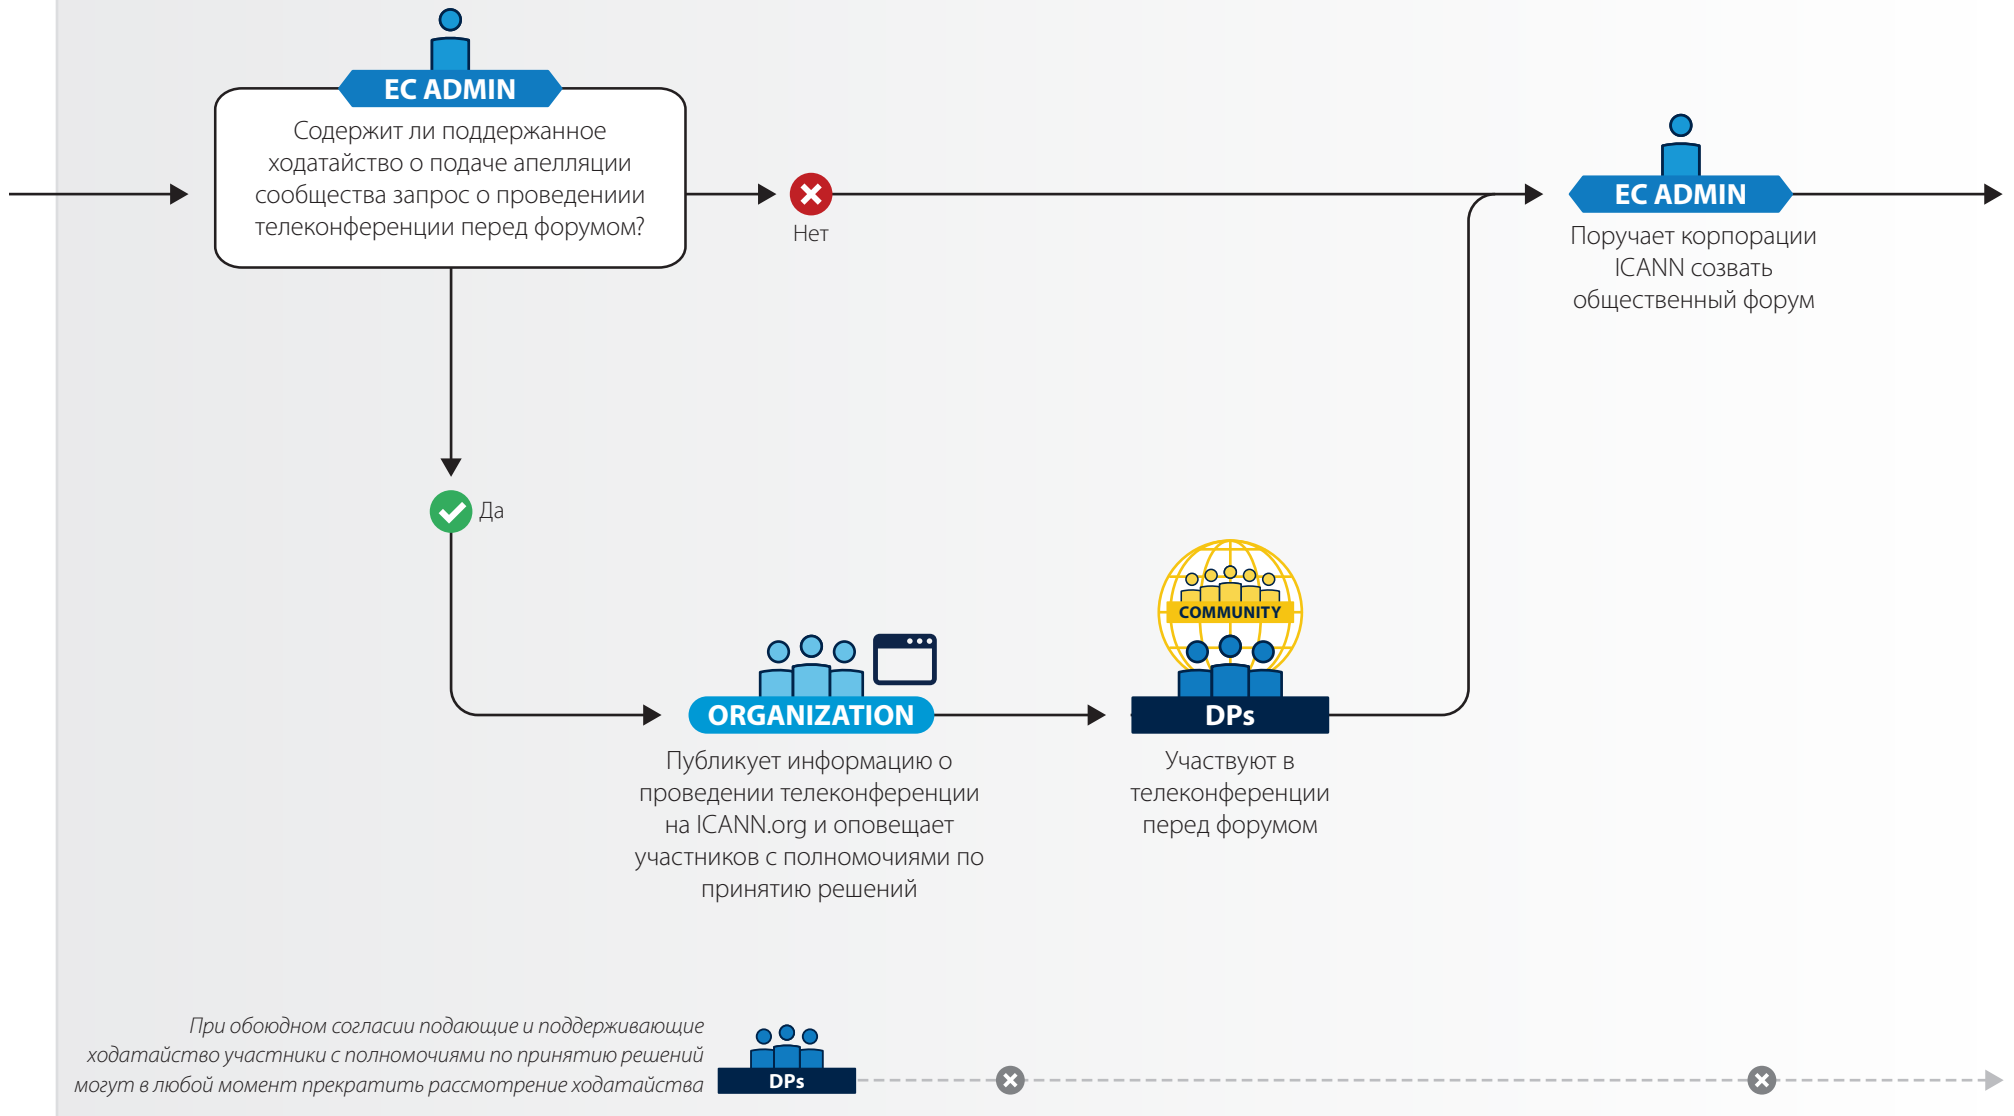 EC ADMIN
Содержит ли поддержанное
ходатайство о подаче апелляции
сообщества запрос о проведениии
телеконференции перед форумом?
Нет
EC ADMIN
Поручает корпорации
ICANN созвать
общественный форум
Да
ORGANIZATION
Публикует информацию о
проведении телеконференции
на ICANN.org и оповещает
участников с полномочиями по
принятию решений
COMMUNITY
DPs
Участвуют в
телеконференции
перед форумом
При обоюдном согласии подающие и поддерживающие
ходатайство участники с полномочиями по принятию решений
могут в любой момент прекратить рассмотрение ходатайства
DPs